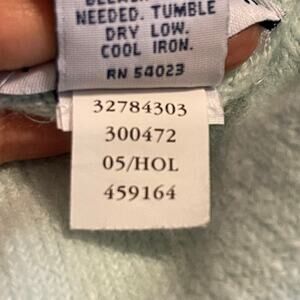 NEEDED. TUMBLE
DRY LOW.
COOL IRON.
RN 54023
32784303
300472
05/HOL
459164